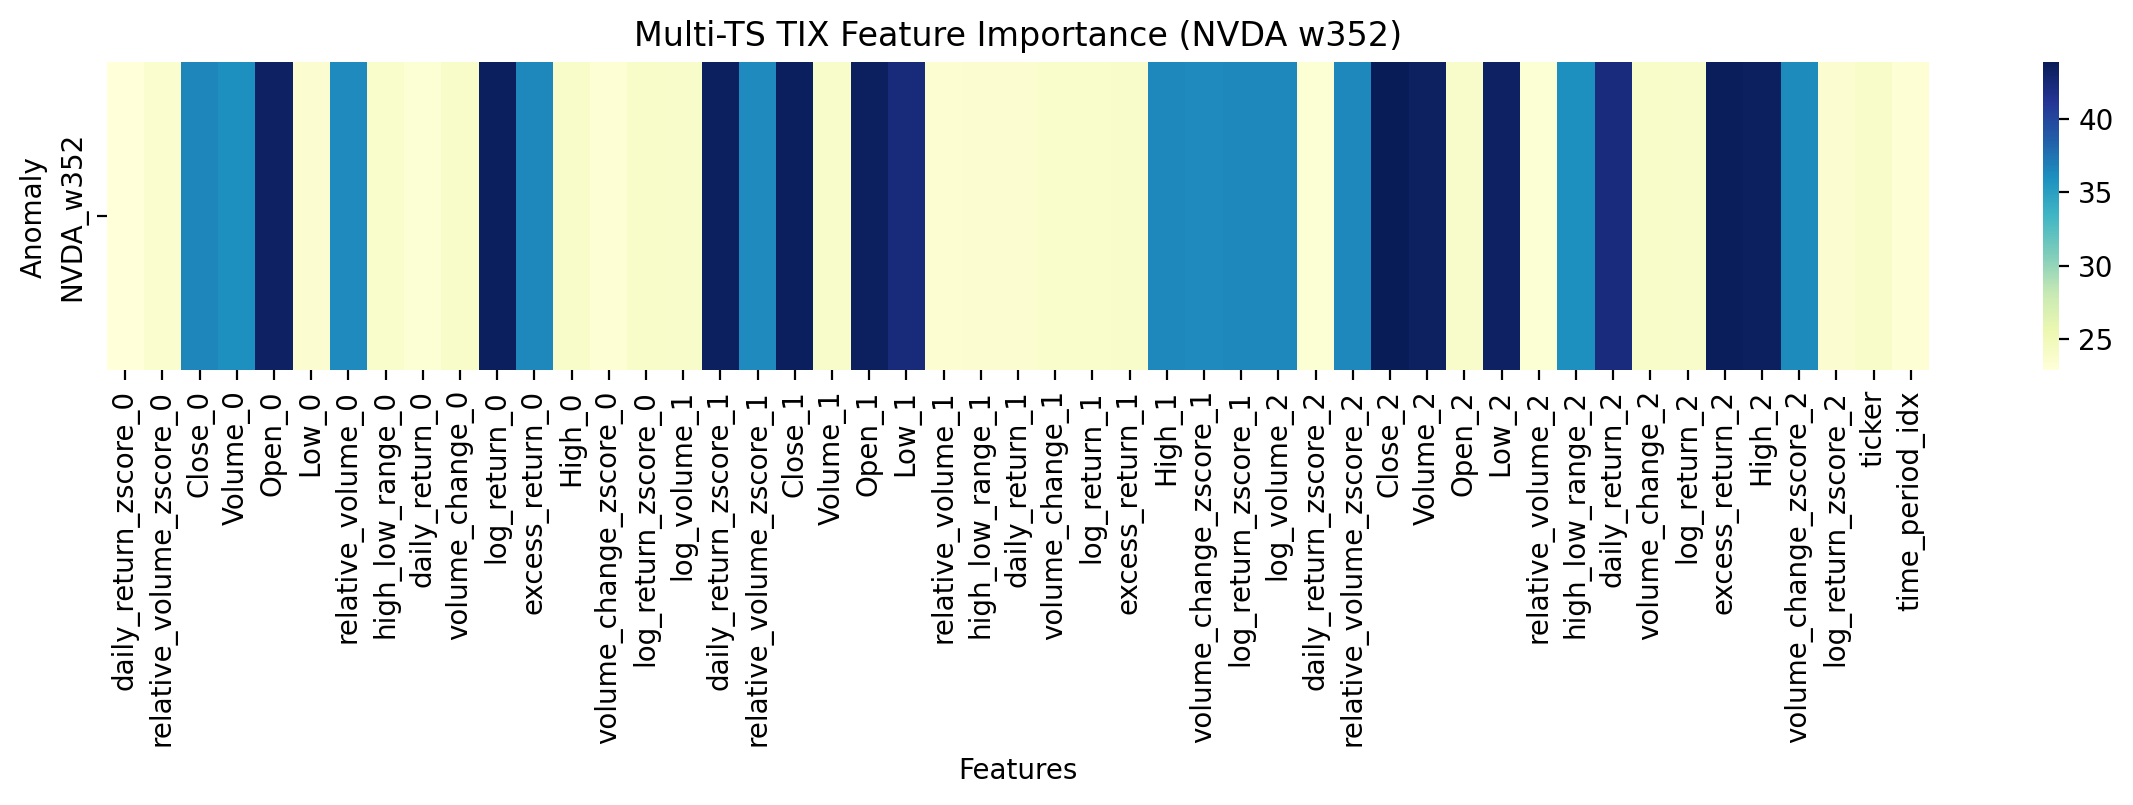 Multi-TS TIX Feature Importance (NVDA w352)
Anomaly
NVDA_w352
40
35
30
25
daily_return_zscore_0
relative_volume_zscore_0
Close_0
Volume_0
Open_0
Low_0
relative_volume_0
high_low_range_0
daily_return_0
volume_change_0
log_return_0
excess_return_0
High_0
volume_change_zscore_0
log_return_zscore_0
log_volume_1
daily_return_zscore_1
relative_volume_zscore_1
Close_1
Volume_1
Open_1
Low_1
relative_volume_1
high_low_range_1
daily_return_1
volume_change_1
log_return_1
excess_return_1
High_1
volume_change_zscore_1
log_return_zscore_1
log_volume_2
daily_return_zscore_2
relative_volume_zscore_2
Close_2
Volume_2
Open_2
Low_2
relative_volume_2
high_low_range_2
daily_return_2
volume_change_2
log_return_2
excess_return_2
High_2
volume_change_zscore_2
log_return_zscore_2
ticker
time_period_idx
Features